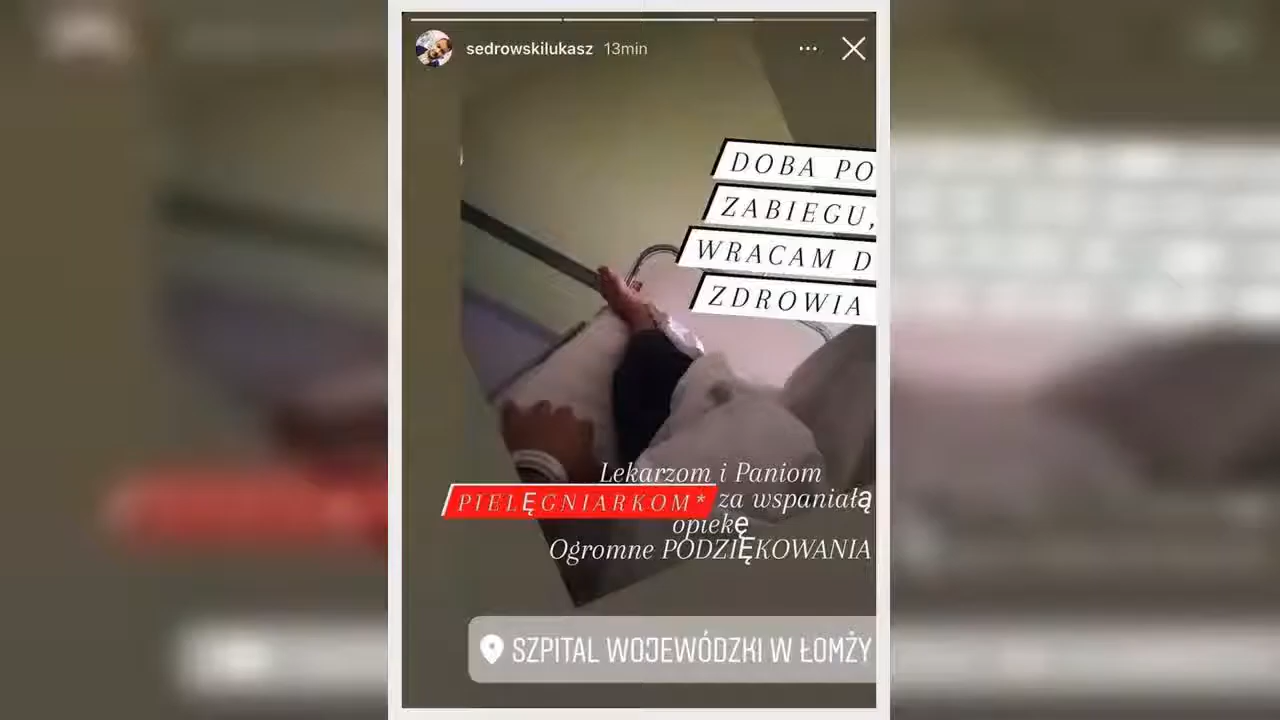 sedrowskilukasz 13min
DOBA PO
ZABIEGU,
WRACAM D
ZDROWIA
Lekarzom i Paniom
PIELĘGNIARKOM* za wspaniałą
opiekę
Ogromne PODZIĘKOWANIA
SZPITAL WOJEWÓDZKI W ŁOMŻY